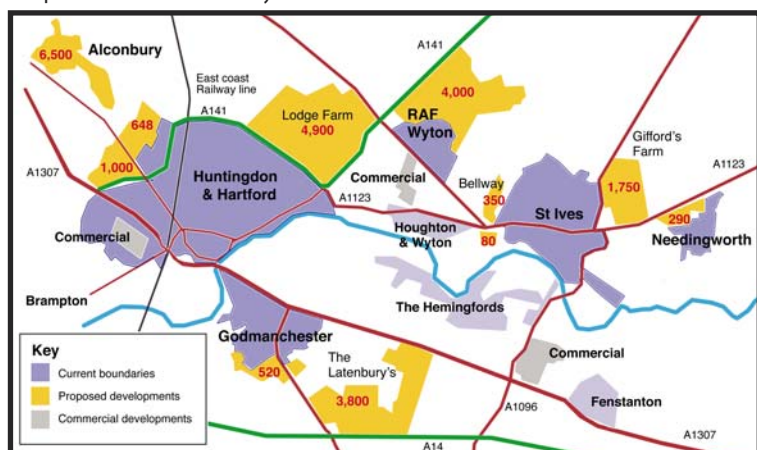 Alconbury
6,500
East coast
Railway line
A141
A141
Lodge Farm
4,900
4,000
RAF
Wyton
648
1,000
A1307
Huntingdon
& Hartford
Commercial
Commercial
A1123
Bellway
350
Houghton
& Wyton
80
St Ives
Gifford's
Farm
1,750
A1123
290
Needingworth
Brampton
The Hemingfords
Godmanchester
520
The
Latenbury's
3,800
Commercial
Fenstanton
A1096
A14
A1307
Key
Current boundaries
Proposed developments
Commercial developments